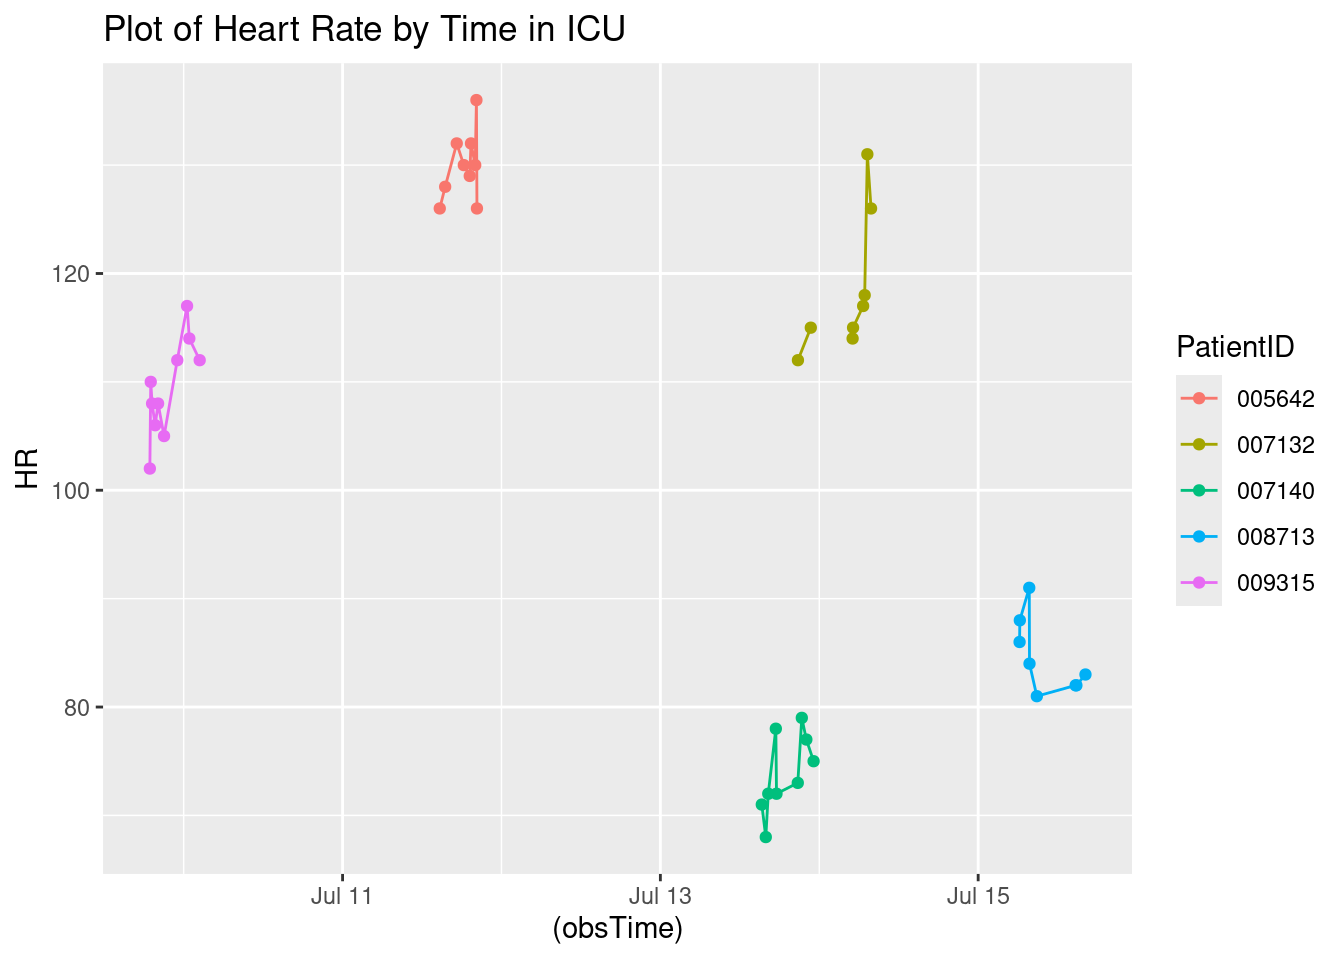 Plot of Heart Rate by Time in ICU
120
100
80
HR
Jul 11
Jul 13
Jul 15
(obsTime)
PatientID
005642
007132
007140
008713
009315